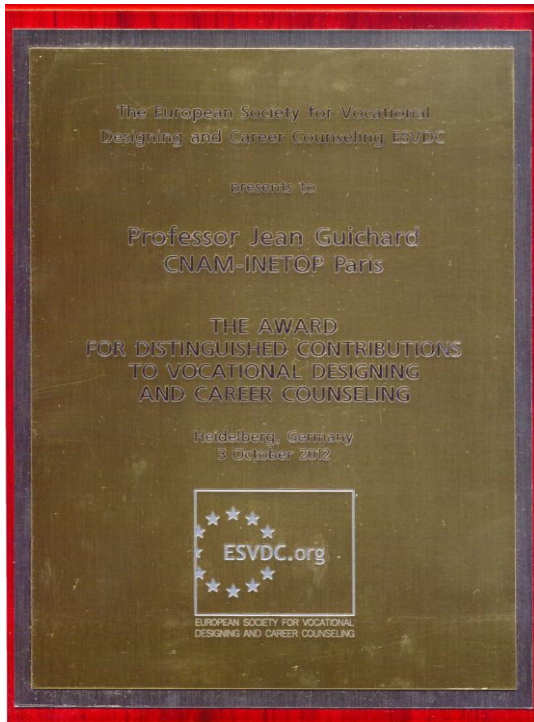 The European Society for Vocational
Designing and Career Counseling ESVDC
presents to
Professor Jean Guichard
CNAM-INETOP Paris
THE AWARD
FOR DISTINGUISHED CONTRIBUTIONS
TO VOCATIONAL DESIGNING
AND CAREER COUNSELING
Heidelberg, Germany
3 October 2012
ESVDC.org
EUROPEAN SOCIETY FOR VOCATIONAL
DESIGNING AND CAREER COUNSELING